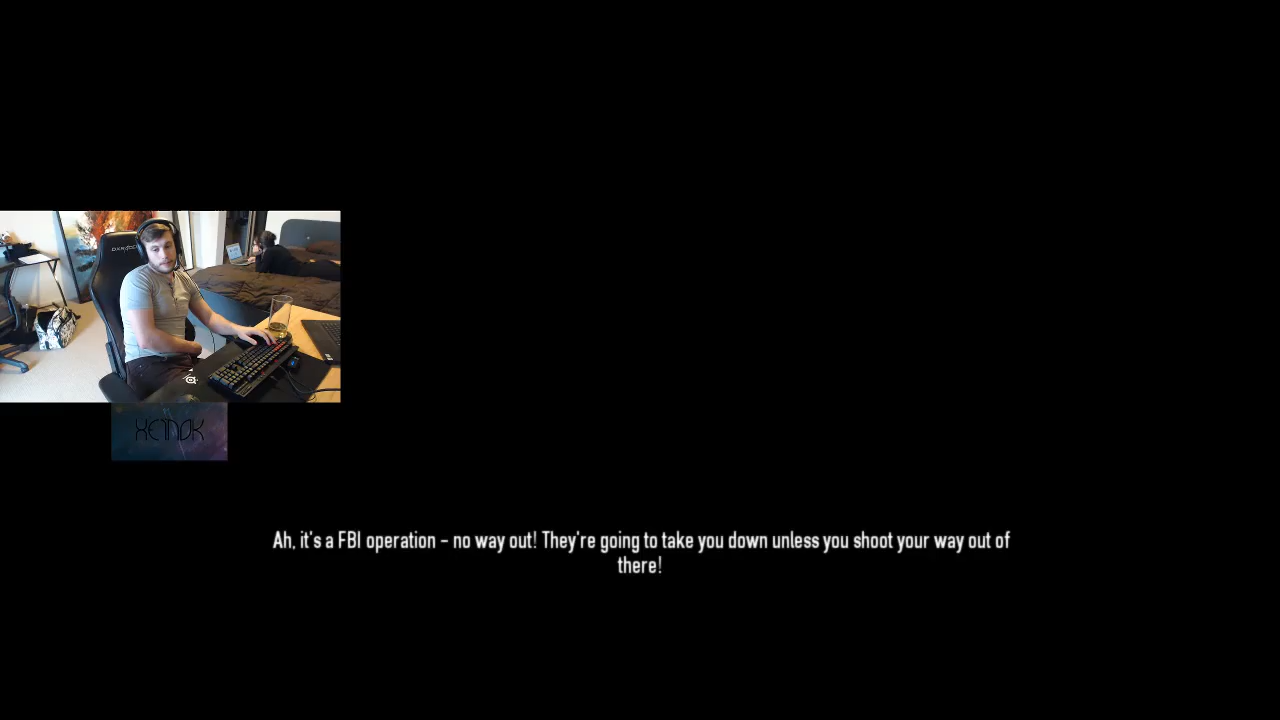 XENOK
Ah, it's a FBI operation - no way out! They're going to take you down unless you shoot your way out of
there!